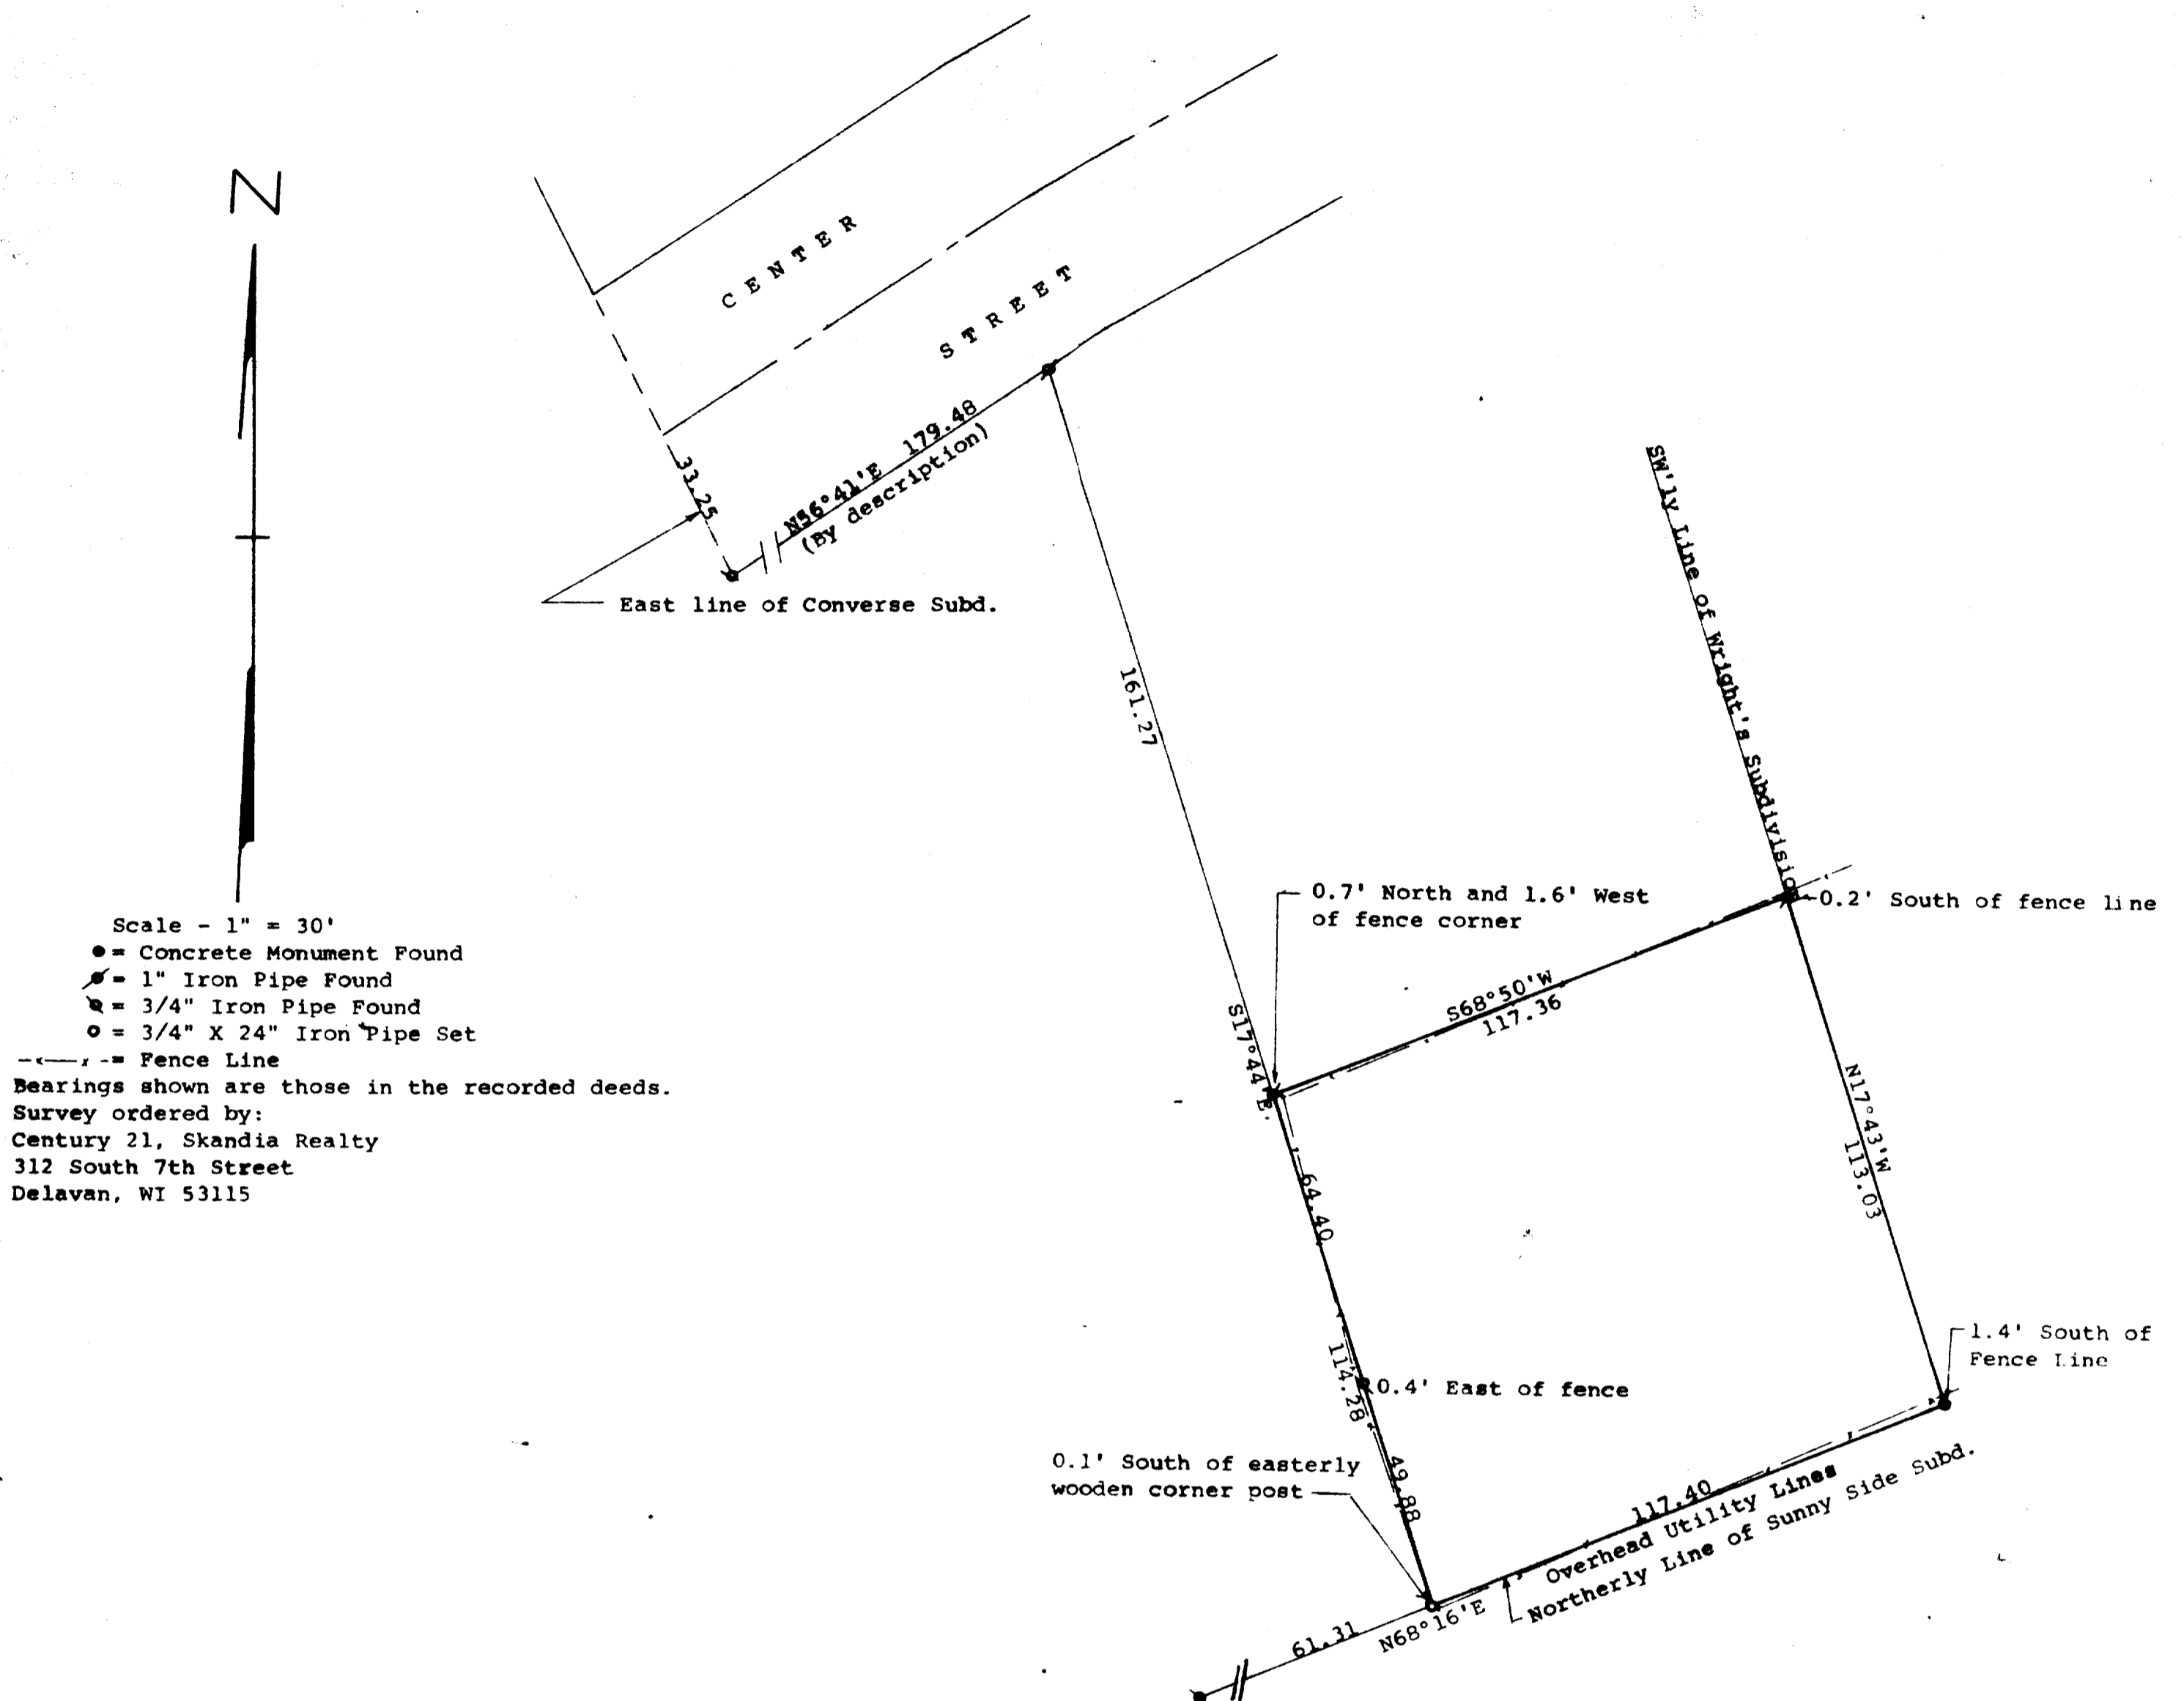 N
CENTER
STREET
33.25
N56°41'E 179.48
(By description)
East line of Converse Subd.
161.27
SW'ly Line of Wright's Subdivision
0.7' North and 1.6' West
of fence corner
0.2' South of fence line
S68°50'W
117.36
S17°44'E.
64.40
N17°43'W
113.03
114.28
0.4' East of fence
1.4' South of
Fence Line
49.88
0.1' South of easterly
wooden corner post
117.40
Overhead Utility Lines
Northerly Line of Sunny Side Subd.
N68°16'E
61.31
Scale - 1" = 30'
= Concrete Monument Found
= 1" Iron Pipe Found
= 3/4" Iron Pipe Found
= 3/4" X 24" Iron Pipe Set
= Fence Line
Bearings shown are those in the recorded deeds.
Survey ordered by:
Century 21, Skandia Realty
312 South 7th Street
Delavan, WI 53115